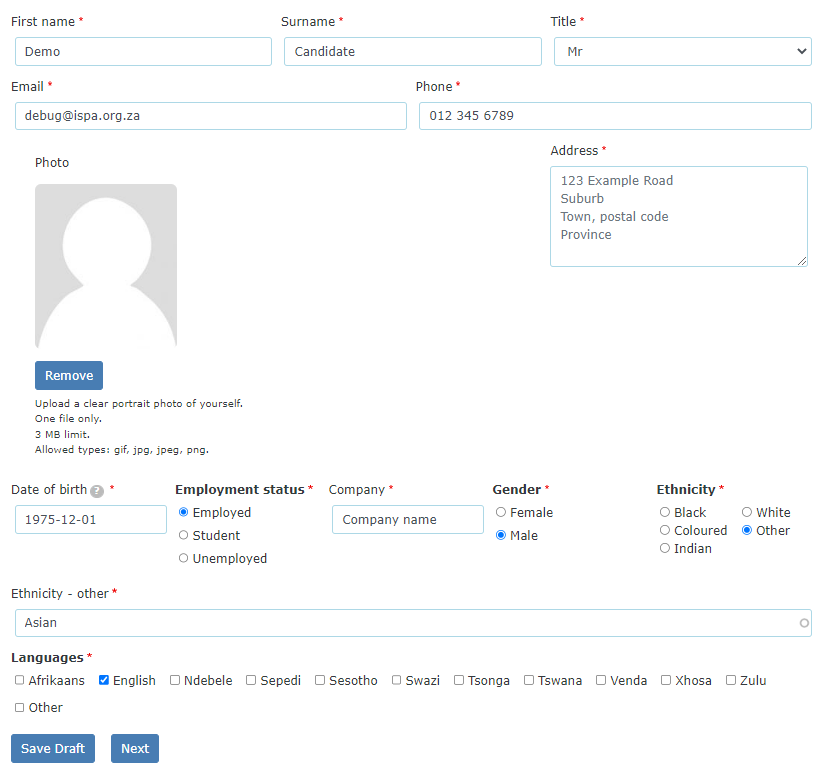 First name * Surname * Title *
Demo Candidate Mr
Email * Phone *
debug@ispa.org.za 012 345 6789
Photo
Address *
123 Example Road
Suburb
Town, postal code
Province
Remove
Upload a clear portrait photo of yourself.
One file only.
3 MB limit.
Allowed types: gif, jpg, jpeg, png.
Date of birth ? * Employment status * Company * Gender * Ethnicity *
1975-12-01 Employed Company name Female Black White
Student Male Coloured Other
Unemployed Indian
Ethnicity - other *
Asian
Languages *
Afrikaans English Ndebele Sepedi Sesotho Swazi Tsonga Tswana Venda Xhosa Zulu
Other
Save Draft Next